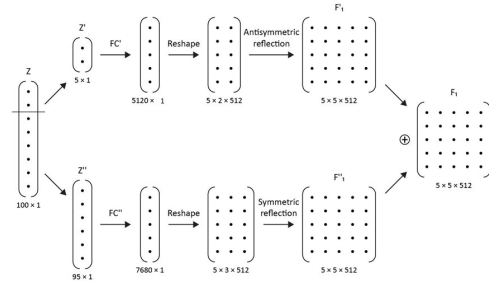 Z
100 × 1
Z'
5 × 1
FC'
5120 × 1
Reshape
5 × 2 × 512
Antisymmetric
reflection
F'₁
5 × 5 × 512
Z''
95 × 1
FC''
7680 × 1
Reshape
5 × 3 × 512
Symmetric
reflection
F''₁
5 × 5 × 512
⊕
F₁
5 × 5 × 512